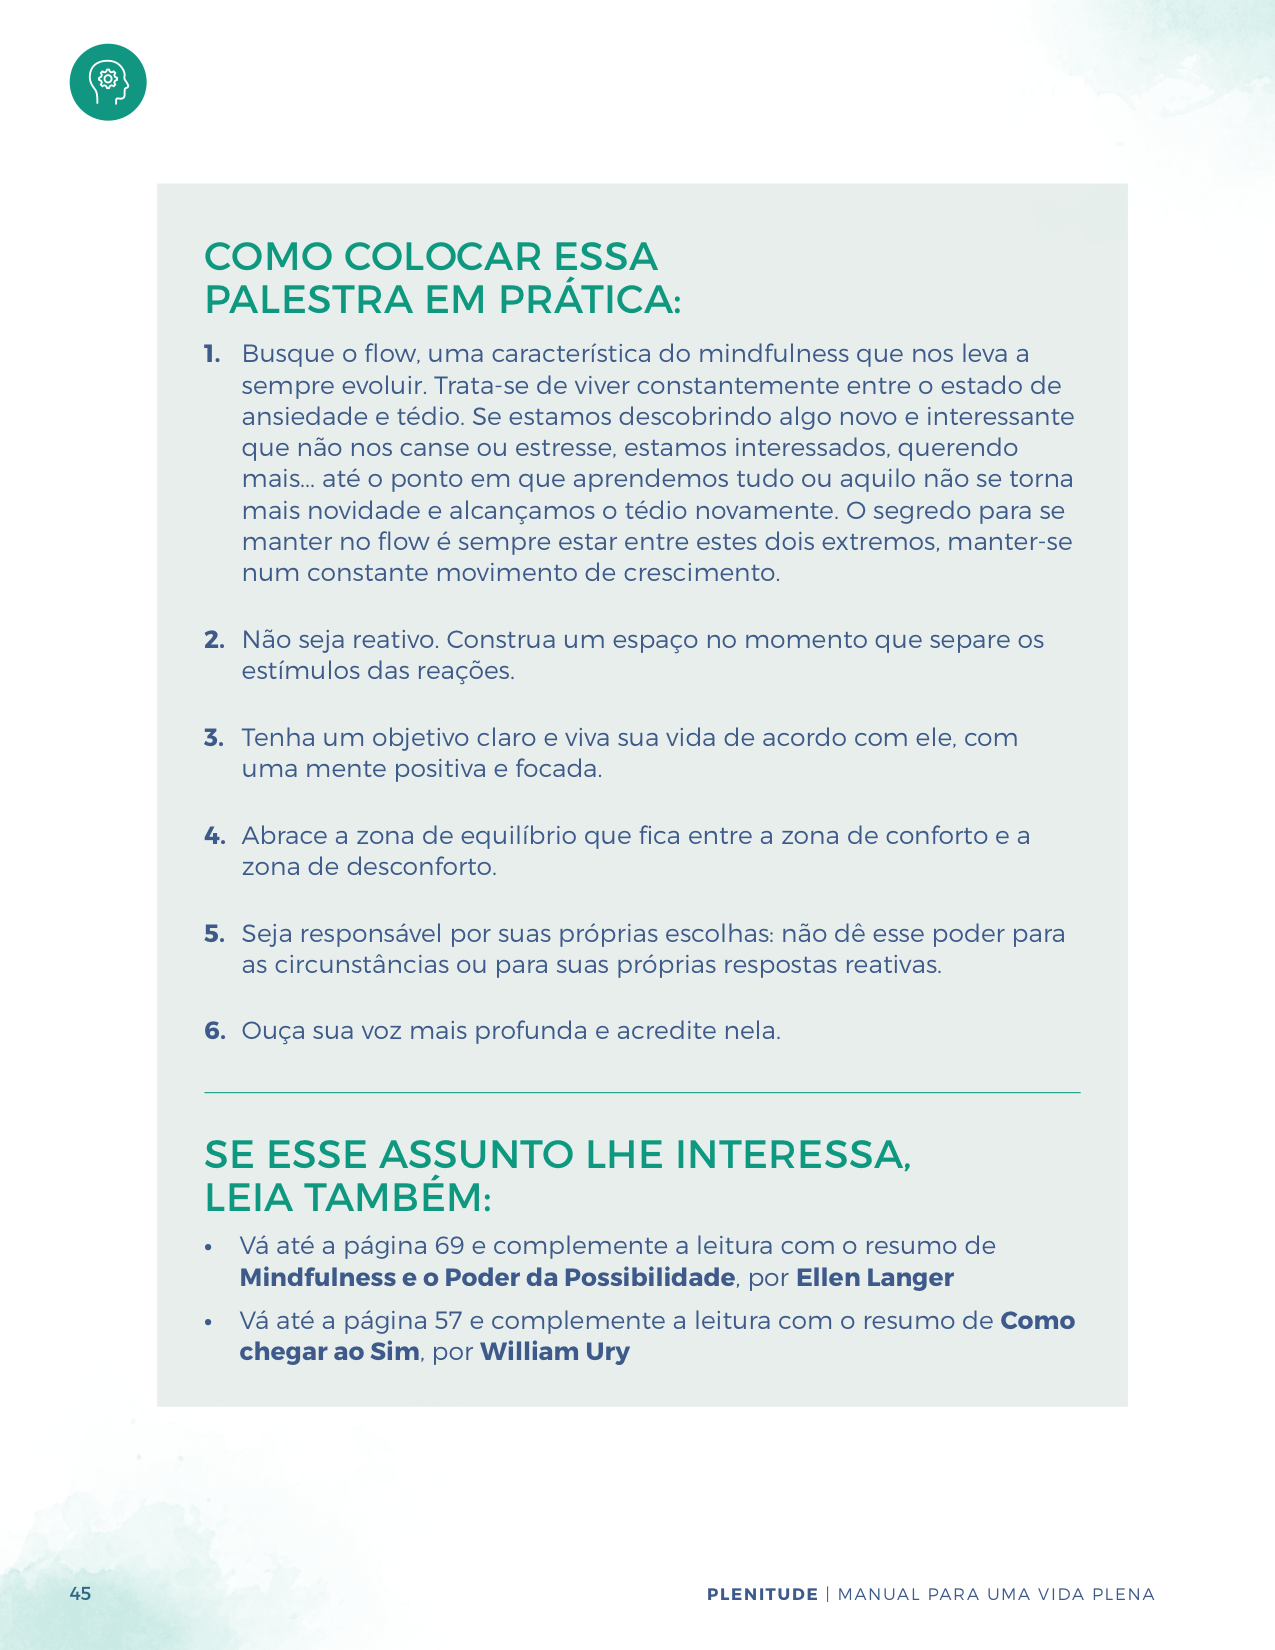 COMO COLOCAR ESSA
PALESTRA EM PRÁTICA:
1. Busque o flow, uma característica do mindfulness que nos leva a
sempre evoluir. Trata-se de viver constantemente entre o estado de
ansiedade e tédio. Se estamos descobrindo algo novo e interessante
que não nos canse ou estresse, estamos interessados, querendo
mais... até o ponto em que aprendemos tudo ou aquilo não se torna
mais novidade e alcançamos o tédio novamente. O segredo para se
manter no flow é sempre estar entre estes dois extremos, manter-se
num constante movimento de crescimento.
2. Não seja reativo. Construa um espaço no momento que separe os
estímulos das reações.
3. Tenha um objetivo claro e viva sua vida de acordo com ele, com
uma mente positiva e focada.
4. Abrace a zona de equilíbrio que fica entre a zona de conforto e a
zona de desconforto.
5. Seja responsável por suas próprias escolhas: não dê esse poder para
as circunstâncias ou para suas próprias respostas reativas.
6. Ouça sua voz mais profunda e acredite nela.
SE ESSE ASSUNTO LHE INTERESSA,
LEIA TAMBÉM:
• Vá até a página 69 e complemente a leitura com o resumo de
Mindfulness e o Poder da Possibilidade, por Ellen Langer
• Vá até a página 57 e complemente a leitura com o resumo de Como
chegar ao Sim, por William Ury
45
PLENITUDE | MANUAL PARA UMA VIDA PLENA